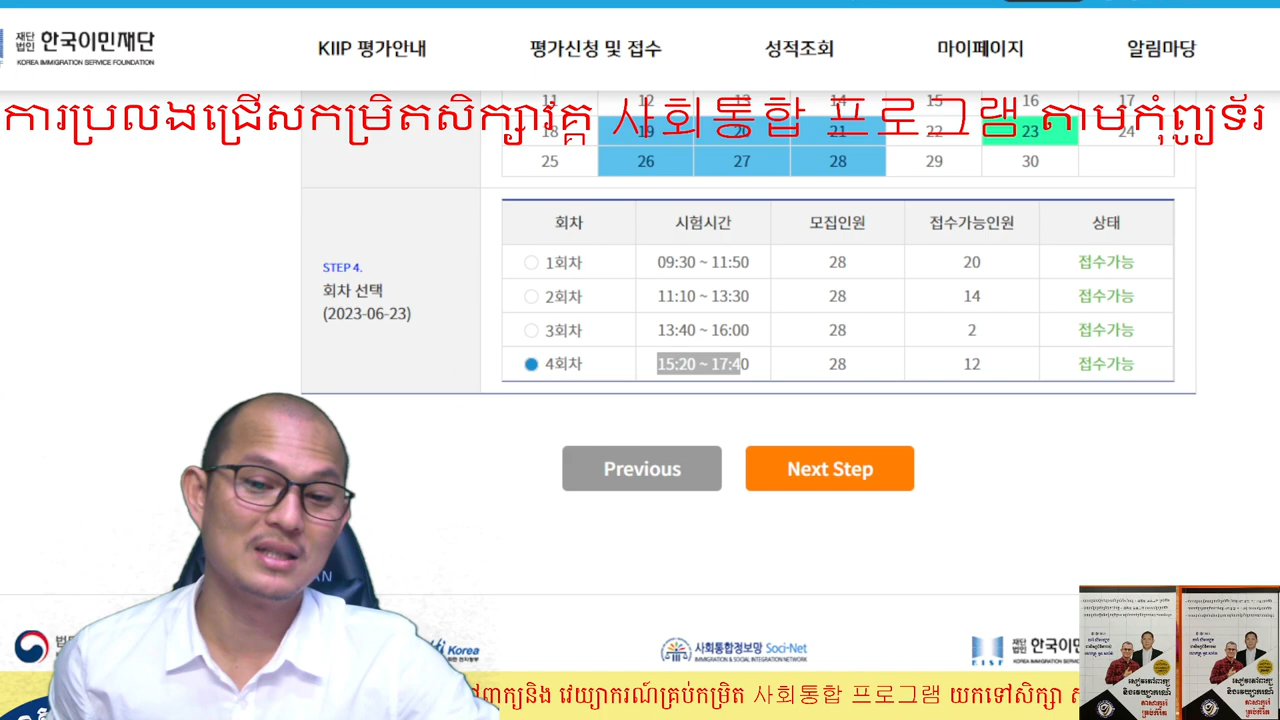 재단법인 한국이민재단
KOREA IMMIGRATION SERVICE FOUNDATION
KIIP 평가안내 평가신청 및 접수 성적조회 마이페이지 알림마당
11 12 13 14 15 16 17
ការប្រលងជ្រើសកម្រិតសិក្សាវគ្គ 사회통합 프로그램 តាមកុំព្យូទ័រ
18 19 20 21 22 23 24
25 26 27 28 29 30
STEP 4.
회차 선택
(2023-06-23)
회차 시험시간 모집인원 접수가능인원 상태
1회차 09:30 ~ 11:50 28 20 접수가능
2회차 11:10 ~ 13:30 28 14 접수가능
3회차 13:40 ~ 16:00 28 2 접수가능
4회차 15:20 ~ 17:40 28 12 접수가능
Previous Next Step
Korea
사회통합정보망 Soci-Net
IMMIGRATION & SOCIAL INTEGRATION NETWORK
KISF
재단법인 한국이민
KOREA IMMIGRATION SERV
វេយ្យាករណ៍គ្រប់កម្រិត 사회통합 프로그램 យកទៅសិក្សា